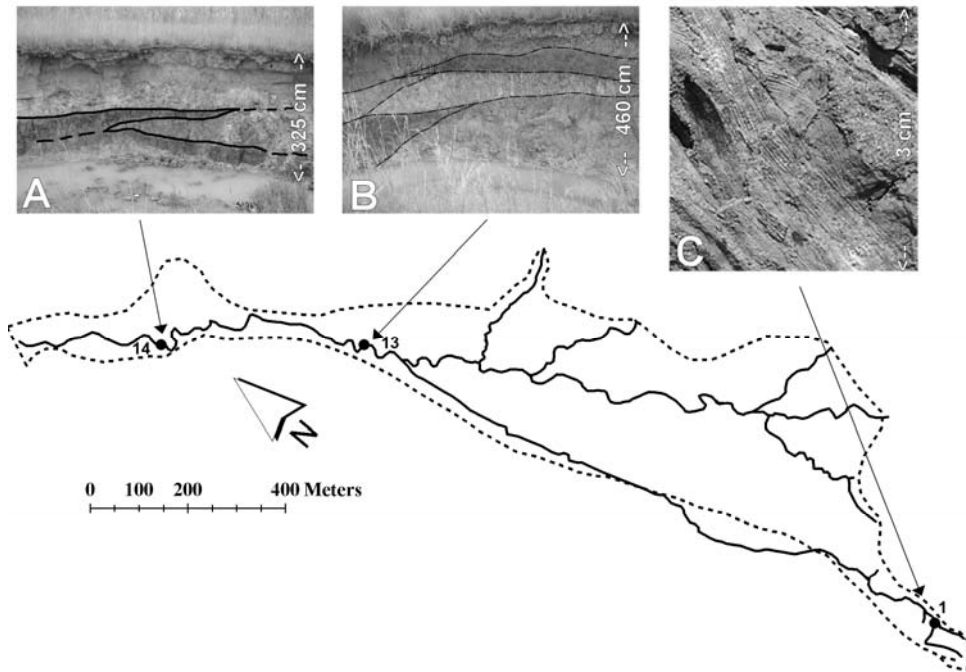 A
<-- 325 cm -->
B
<-- 460 cm -->
C
<-- 3 cm -->
14
13
1
N
0 100 200 400 Meters